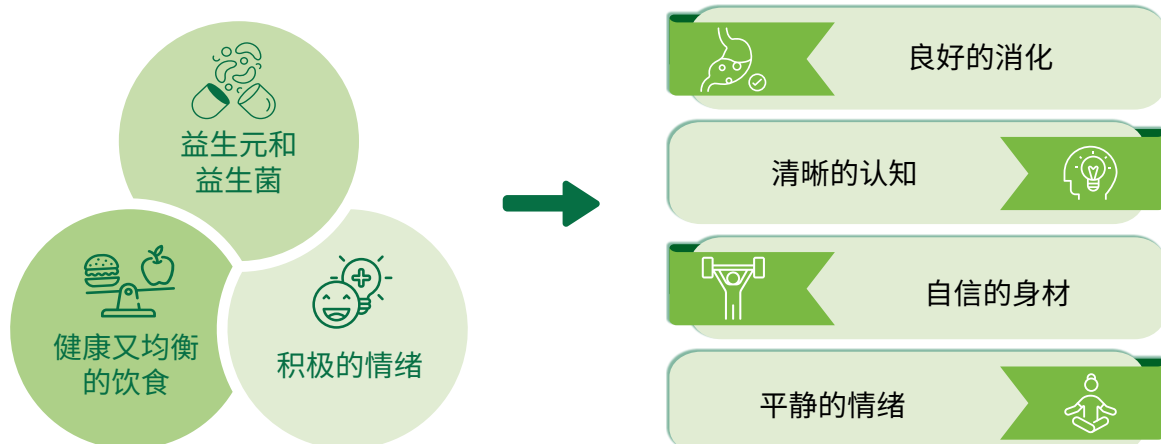 益生元和
益生菌
健康又均衡
的饮食
积极的情绪
良好的消化
清晰的认知
自信的身材
平静的情绪